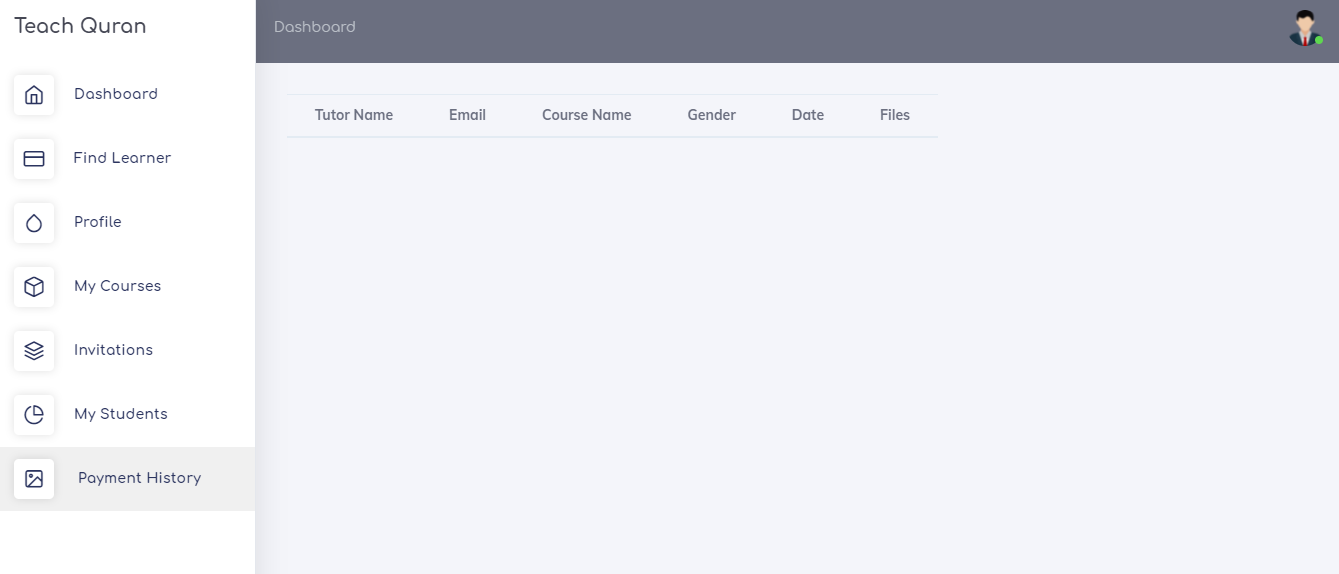 Teach Quran
Dashboard
Dashboard
Find Learner
Profile
My Courses
Invitations
My Students
Payment History
Tutor Name Email Course Name Gender Date Files